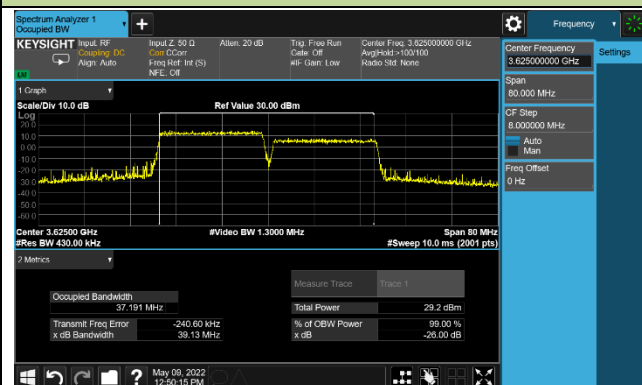 Spectrum Analyzer 1
Occupied BW
Frequency
KEYSIGHT
Input: RF
Coupling: DC
Align: Auto
Input Z: 50 Ω
Corr CCorr
Freq Ref: Int (S)
NFE: Off
Atten: 20 dB
Trig: Free Run
Gate: Off
#IF Gain: Low
Center Freq: 3.625000000 GHz
Avg|Hold:>100/100
Radio Std: None
Center Frequency
3.625000000 GHz
Settings
Span
80.000 MHz
CF Step
8.000000 MHz
Auto
Man
Freq Offset
0 Hz
1 Graph
Scale/Div 10.0 dB
Ref Value 30.00 dBm
Log
20.0
10.0
0.00
-10.0
-20.0
-30.0
-40.0
-50.0
-60.0
Center 3.62500 GHz
#Video BW 1.3000 MHz
Span 80 MHz
#Res BW 430.00 kHz
#Sweep 10.0 ms (2001 pts)
2 Metrics
Measure Trace
Trace 1
Occupied Bandwidth
37.191 MHz
Total Power
29.2 dBm
Transmit Freq Error
-240.60 kHz
% of OBW Power
99.00 %
x dB Bandwidth
39.13 MHz
x dB
-26.00 dB
May 09, 2022
12:50:15 PM